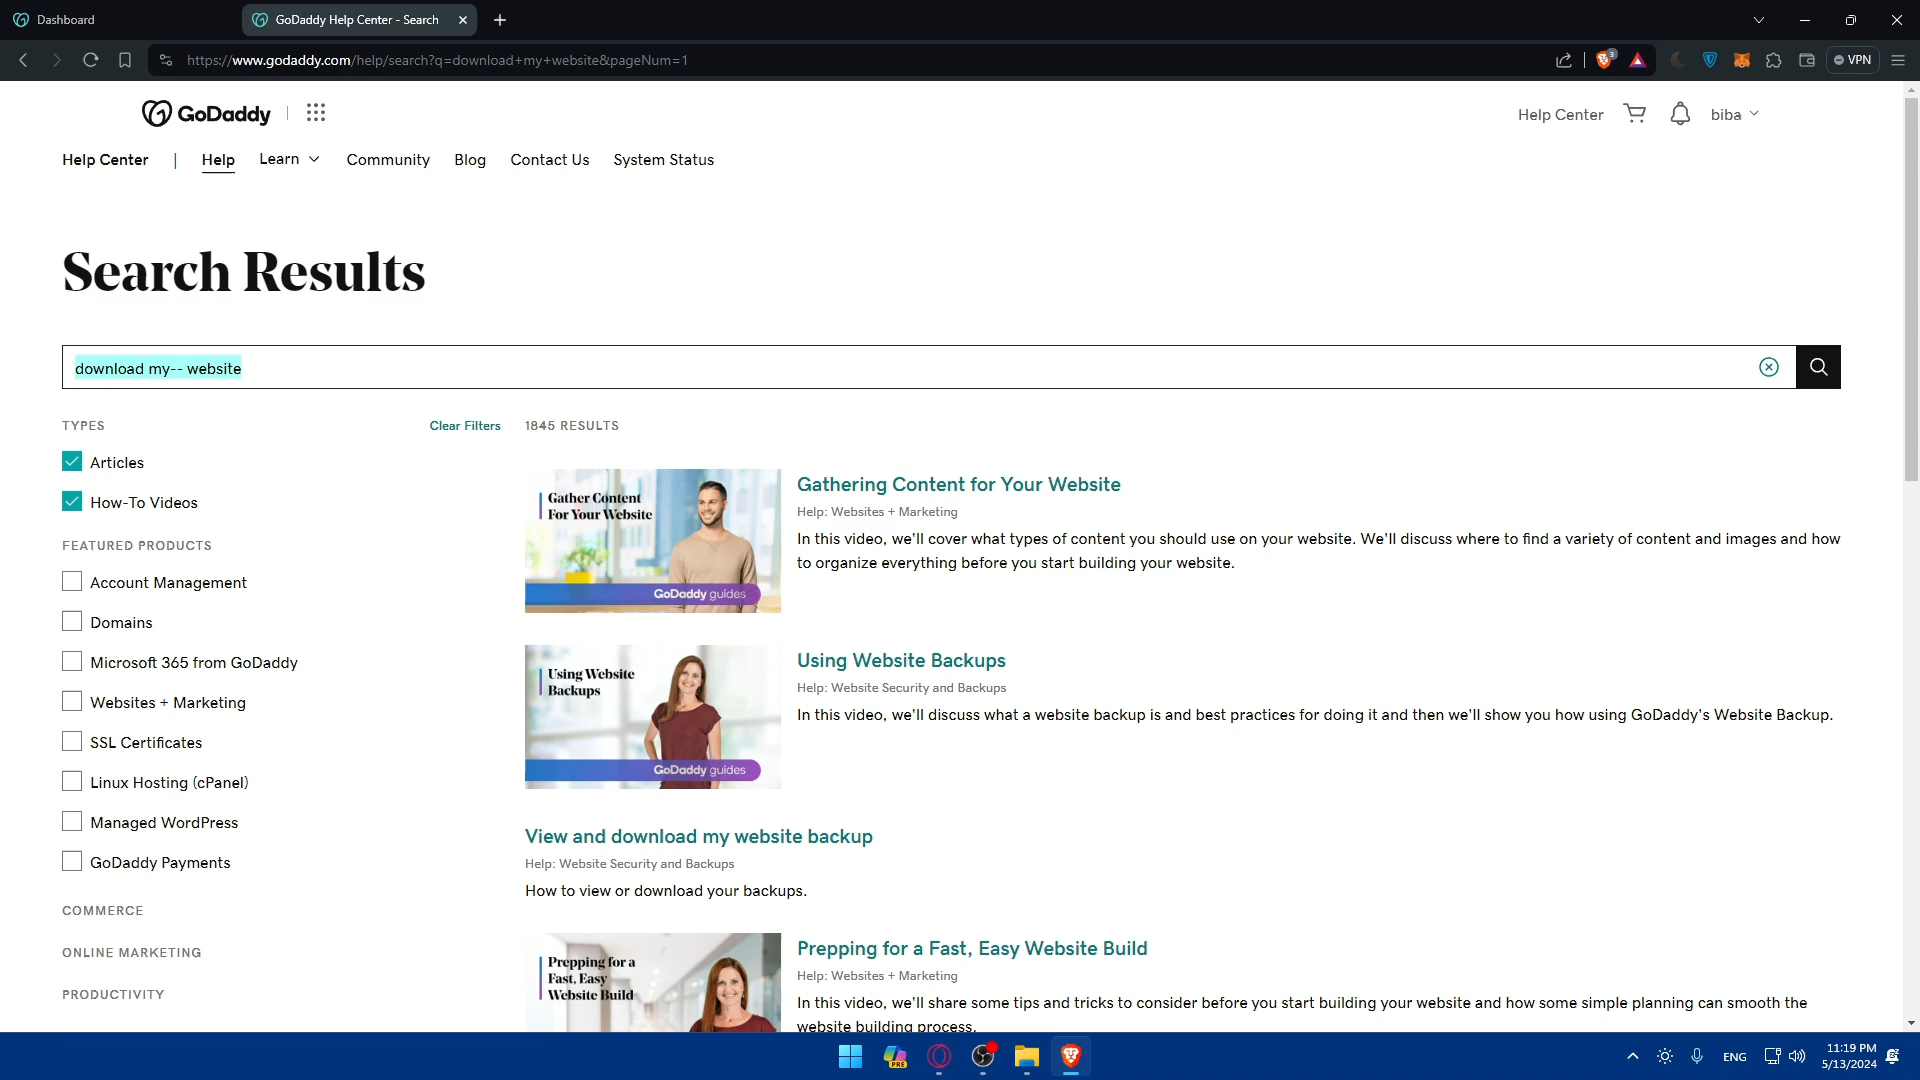 Dashboard
GoDaddy Help Center - Search
https://www.godaddy.com/help/search?q=download+my+website&pageNum=1
3
VPN
GoDaddy
Help Center
biba
Help Center | Help Learn Community Blog Contact Us System Status
Search Results
download my-- website
TYPES
Clear Filters
1845 RESULTS
Articles
How-To Videos
FEATURED PRODUCTS
Account Management
Domains
Microsoft 365 from GoDaddy
Websites + Marketing
SSL Certificates
Linux Hosting (cPanel)
Managed WordPress
GoDaddy Payments
COMMERCE
ONLINE MARKETING
PRODUCTIVITY
Gather Content
For Your Website
GoDaddy guides
Gathering Content for Your Website
Help: Websites + Marketing
In this video, we'll cover what types of content you should use on your website. We'll discuss where to find a variety of content and images and how
to organize everything before you start building your website.
Using Website
Backups
GoDaddy guides
Using Website Backups
Help: Website Security and Backups
In this video, we'll discuss what a website backup is and best practices for doing it and then we'll show you how using GoDaddy's Website Backup.
View and download my website backup
Help: Website Security and Backups
How to view or download your backups.
Prepping for a
Fast, Easy
Website Build
Prepping for a Fast, Easy Website Build
Help: Websites + Marketing
In this video, we'll share some tips and tricks to consider before you start building your website and how some simple planning can smooth the
website building process.
PRE
ENG
11:19 PM
5/13/2024